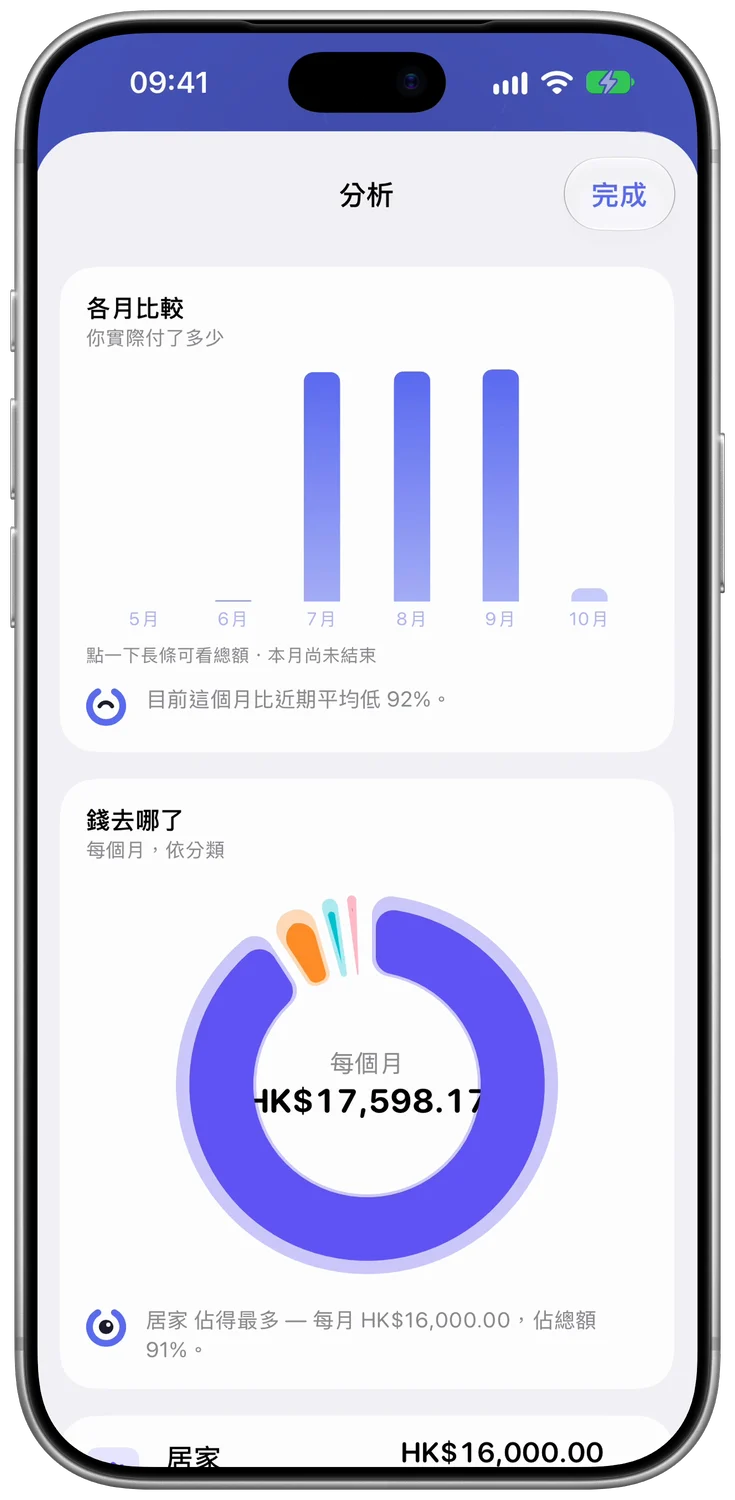 09:41
分析
完成
各月比較
你實際付了多少
5月 6月 7月 8月 9月 10月
點一下長條可看總額·本月尚未結束
目前這個月比近期平均低 92%。
錢去哪了
每個月，依分類
每個月
HK$17,598.17
居家 佔得最多 — 每月 HK$16,000.00，佔總額
91%。
居家
HK$16,000.00